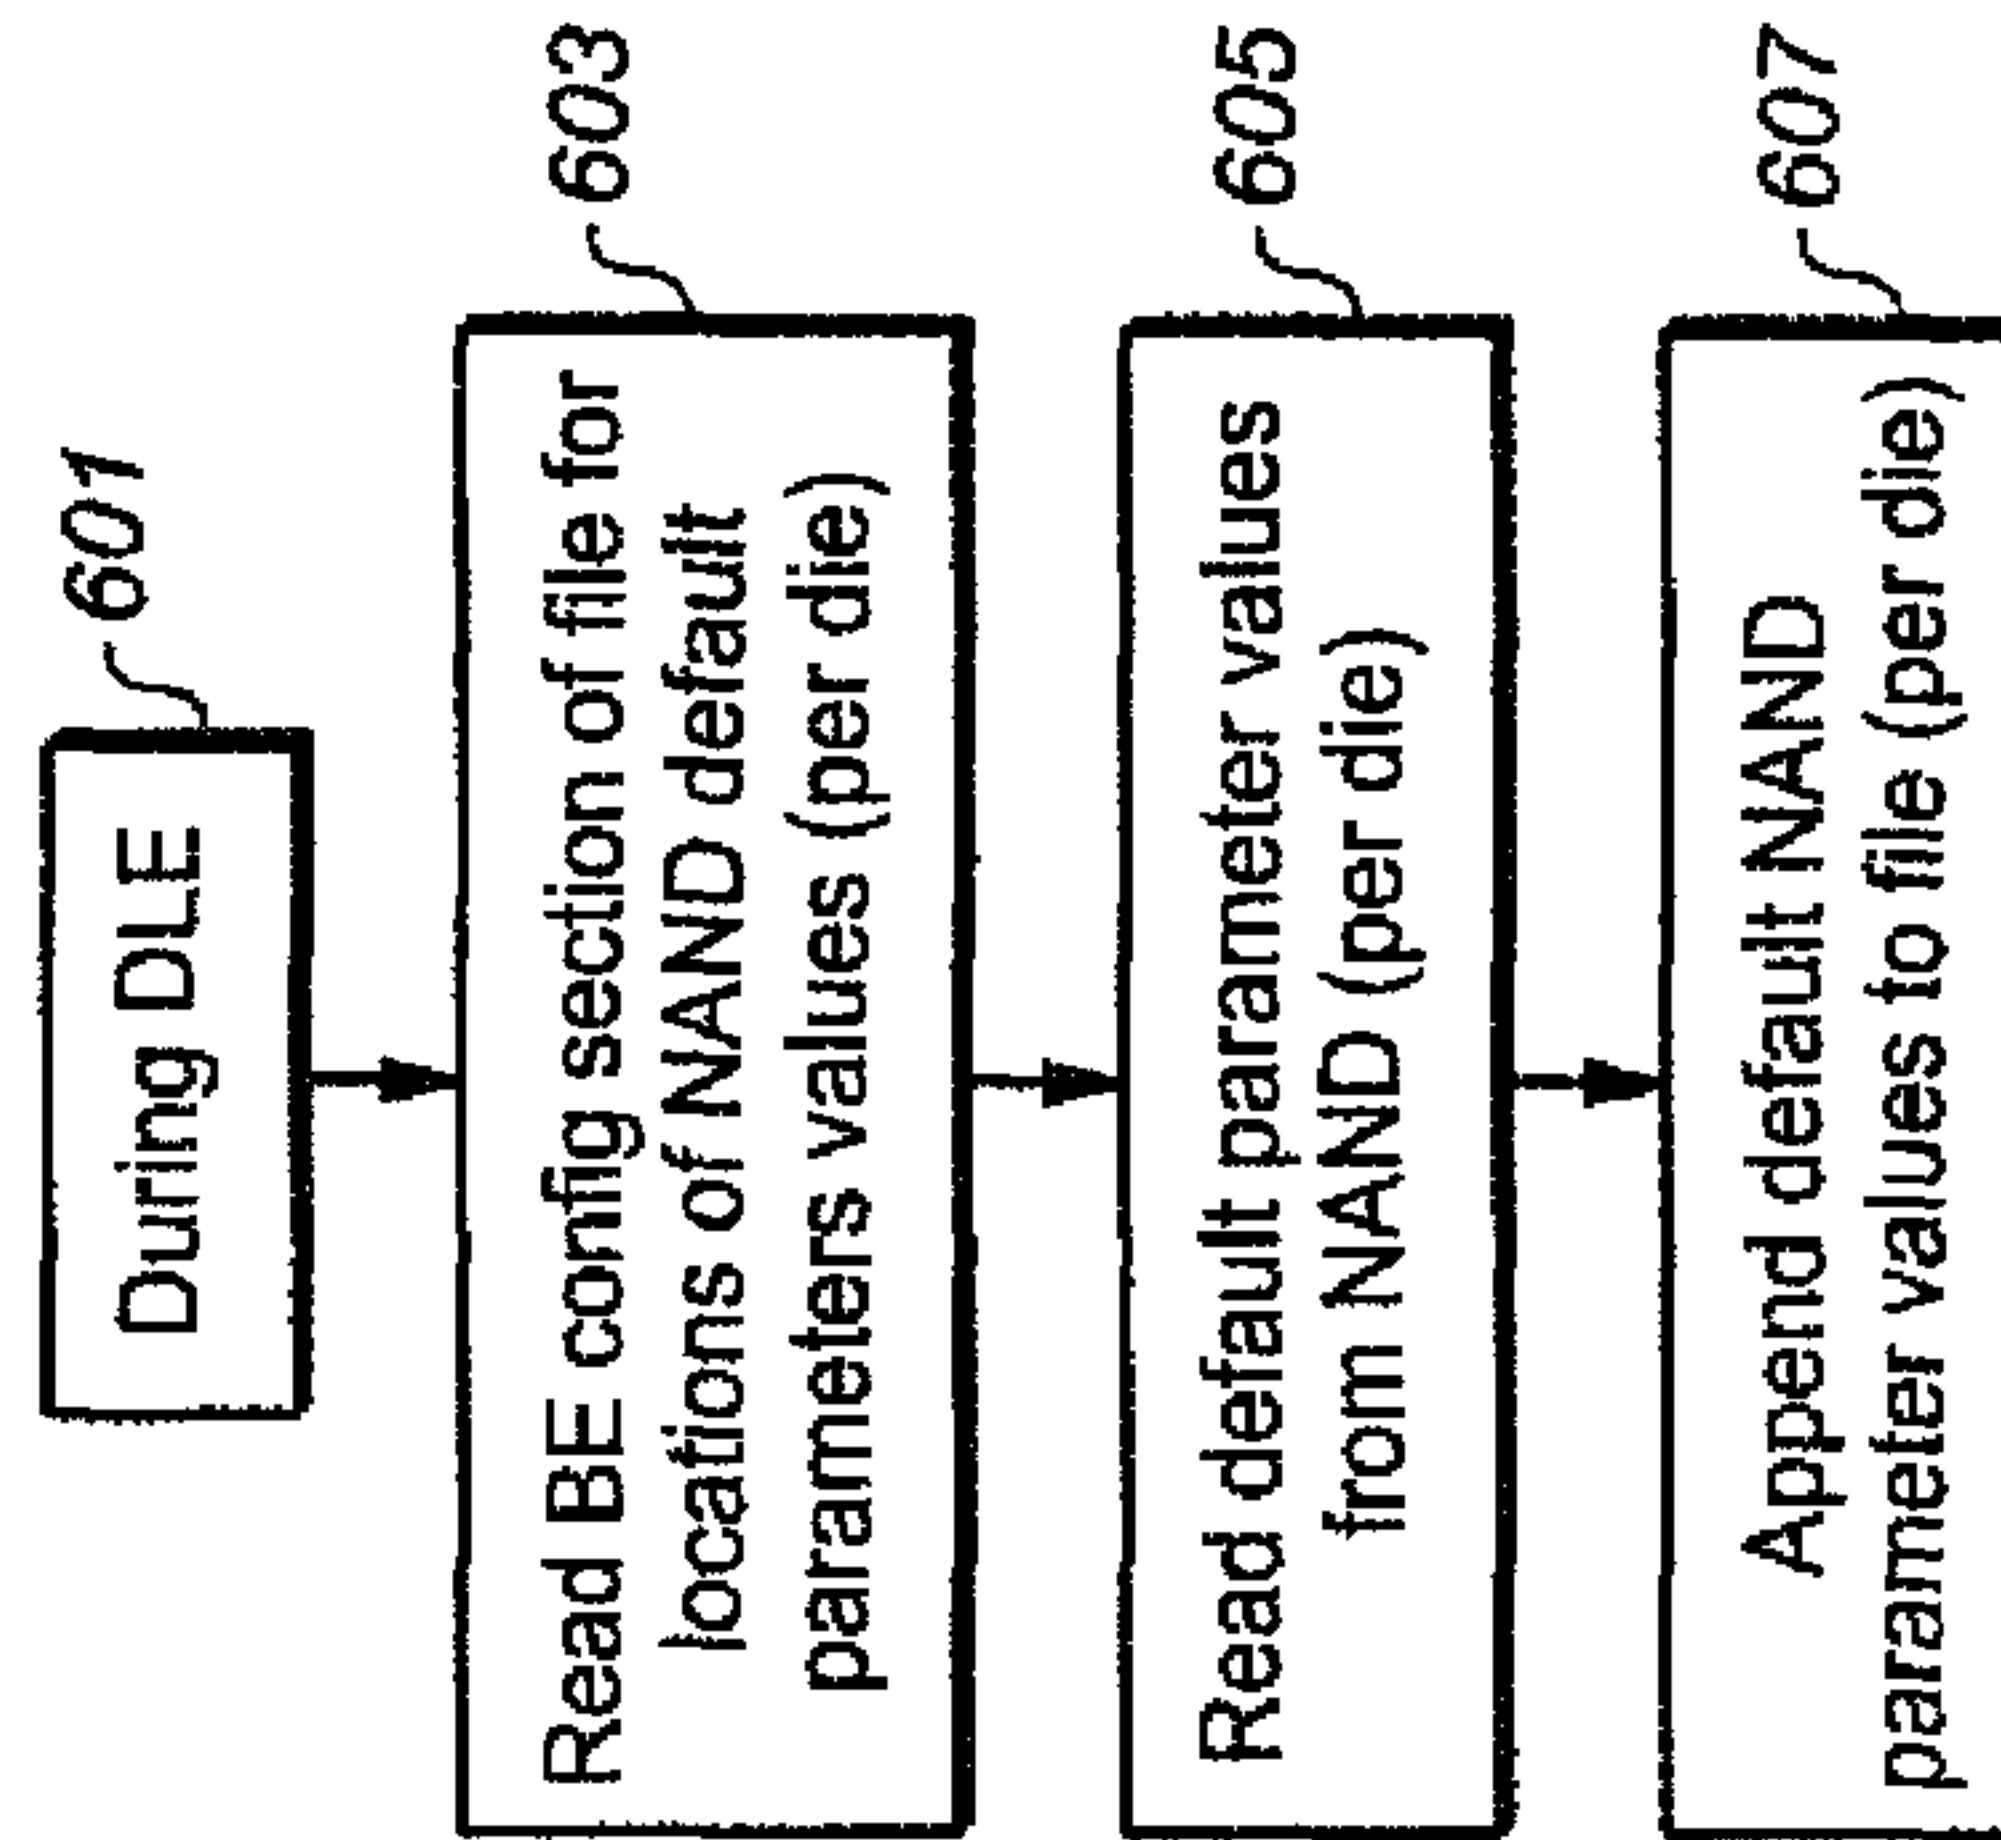 During DLE
601
Read BE config section of file for
locations of NAND default
parameters values (per die)
603
Read default parameter values
from NAND (per die)
605
Append default NAND
parameter values to file (per die)
607